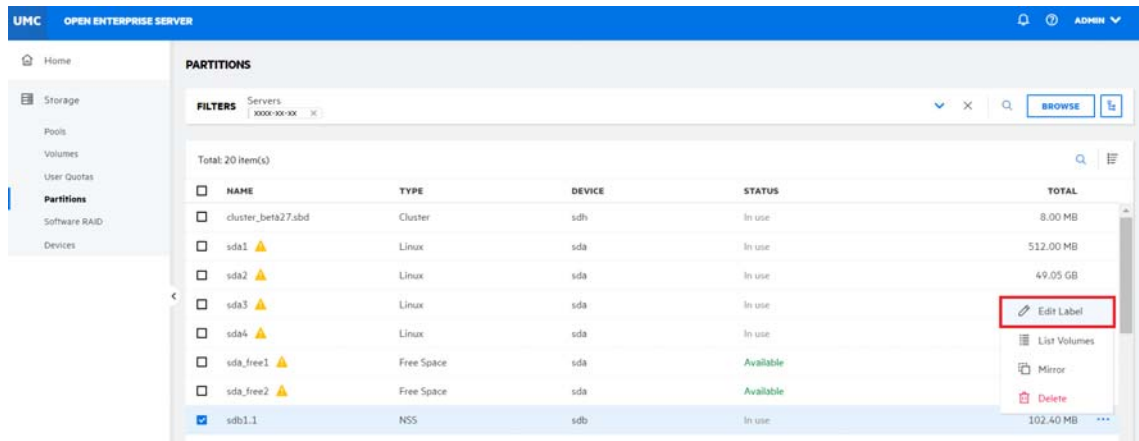 UMC OPEN ENTERPRISE SERVER ADMIN
Home
Storage
Pools
Volumes
User Quotas
Partitions
Software RAID
Devices
PARTITIONS
FILTERS Servers
xxxx-xx-xx
BROWSE
Total: 20 item(s)
NAME TYPE DEVICE STATUS TOTAL
cluster_beta27.sbd Cluster sdh In use 8.00 MB
sda1 Linux sda In use 512.00 MB
sda2 Linux sda In use 49.05 GB
sda3 Linux sda In use
sda4 Linux sda In use
sda_free1 Free Space sda Available
sda_free2 Free Space sda Available
sdb1.1 NSS sdb In use 102.40 MB
Edit Label
List Volumes
Mirror
Delete